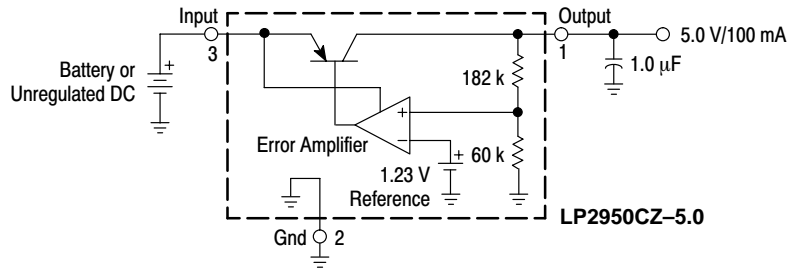 Input
3
Output
1
5.0 V/100 mA
Battery or
Unregulated DC
+
182 k
1.0 μF
Error Amplifier
+
−
60 k
1.23 V
Reference
+
LP2950CZ–5.0
Gnd
2